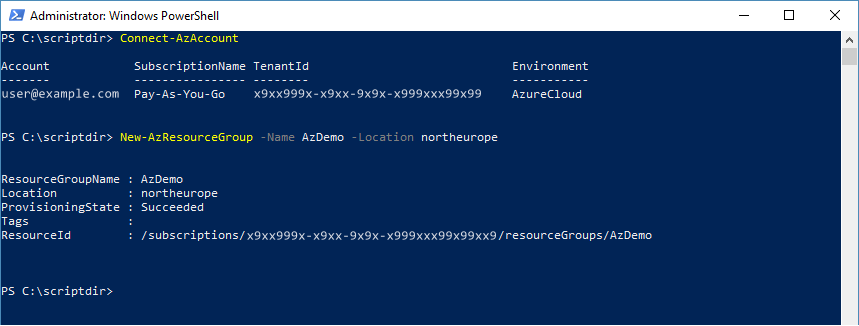 Administrator: Windows PowerShell
PS C:\scriptdir> Connect-AzAccount
Account SubscriptionName TenantId Environment
------- ---------------- -------- -----------
user@example.com Pay-As-You-Go x9xx999x-x9xx-9x9x-x999xxx99x99 AzureCloud
PS C:\scriptdir> New-AzResourceGroup -Name AzDemo -Location northeurope
ResourceGroupName : AzDemo
Location : northeurope
ProvisioningState : Succeeded
Tags :
ResourceId : /subscriptions/x9xx999x-x9xx-9x9x-x999xxx99x99xx9/resourceGroups/AzDemo
PS C:\scriptdir>